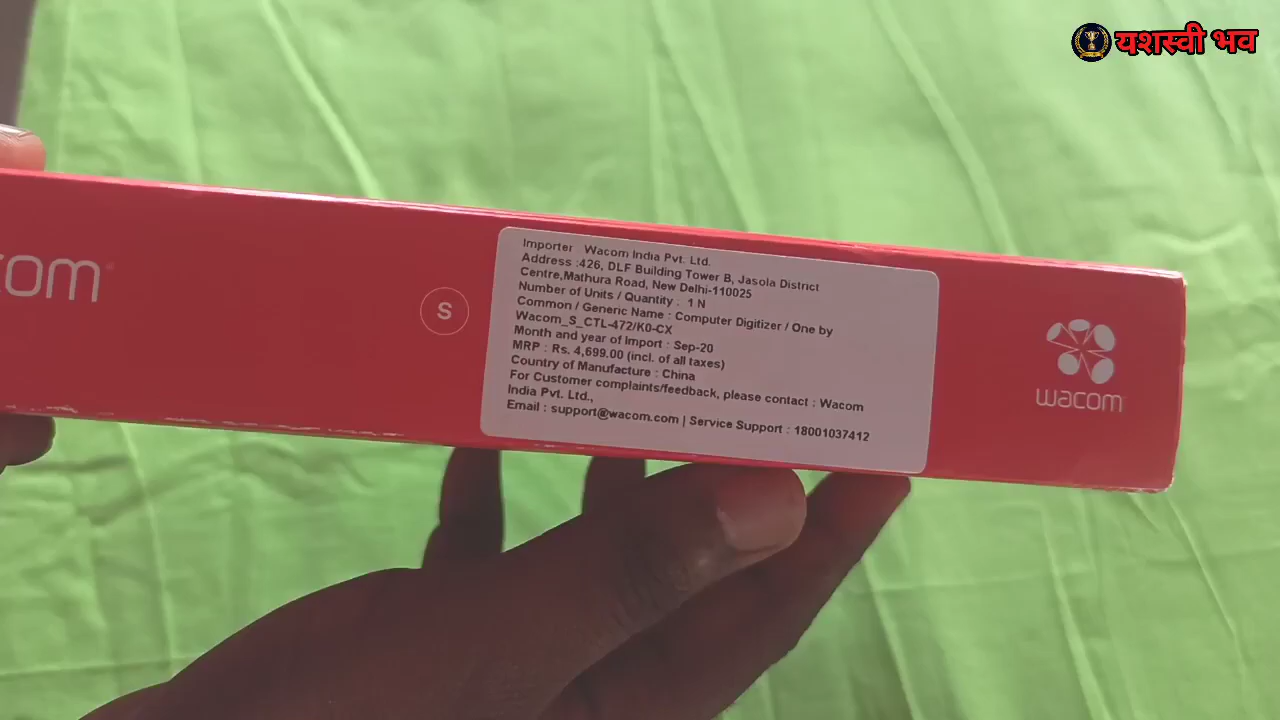 यशस्वी भव
com
S
Importer Wacom India Pvt. Ltd.
Address :426, DLF Building Tower B, Jasola District
Centre,Mathura Road, New Delhi-110025
Number of Units / Quantity : 1 N
Common / Generic Name : Computer Digitizer / One by
Wacom_S_CTL-472/K0-CX
Month and year of Import : Sep-20
MRP : Rs. 4,699.00 (incl. of all taxes)
Country of Manufacture : China
For Customer complaints/feedback, please contact : Wacom
India Pvt. Ltd.,
Email : support@wacom.com | Service Support : 18001037412
wacom